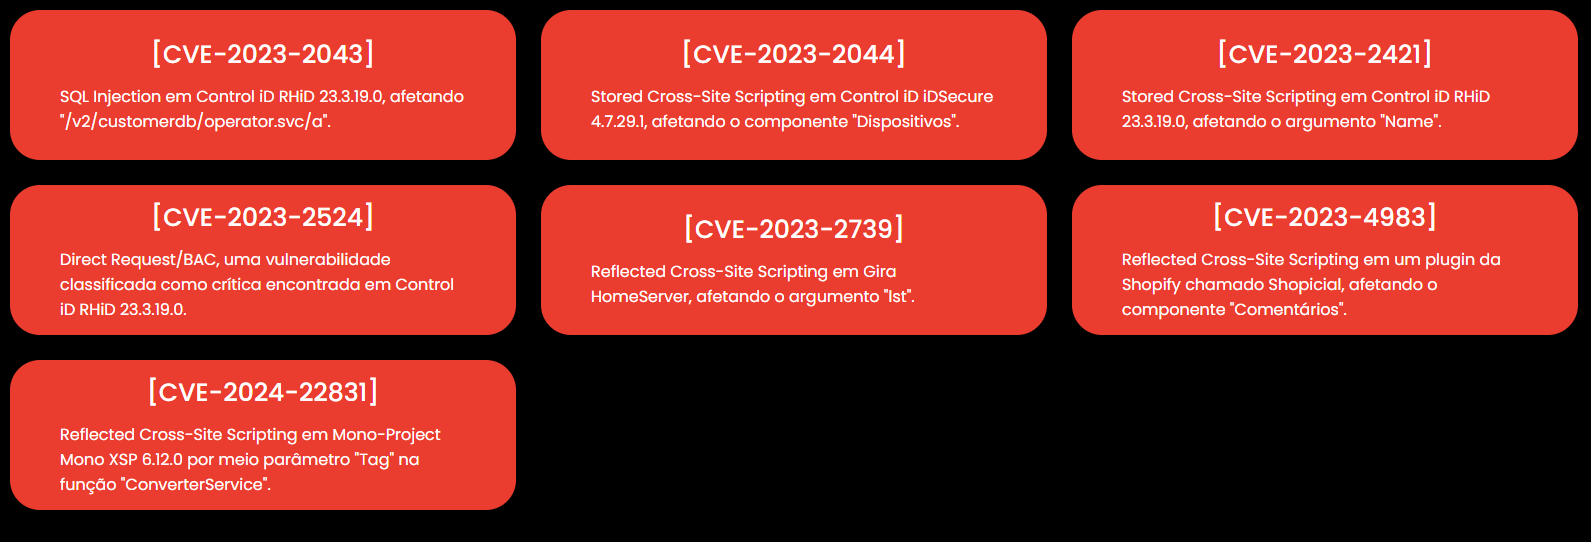 [CVE-2023-2043]
SQL Injection em Control iD RHiD 23.3.19.0, afetando
"/v2/customerdb/operator.svc/a".
[CVE-2023-2044]
Stored Cross-Site Scripting em Control iD iDSecure
4.7.29.1, afetando o componente "Dispositivos".
[CVE-2023-2421]
Stored Cross-Site Scripting em Control iD RHiD
23.3.19.0, afetando o argumento "Name".
[CVE-2023-2524]
Direct Request/BAC, uma vulnerabilidade
classificada como crítica encontrada em Control
iD RHiD 23.3.19.0.
[CVE-2023-2739]
Reflected Cross-Site Scripting em Gira
HomeServer, afetando o argumento "lst".
[CVE-2023-4983]
Reflected Cross-Site Scripting em um plugin da
Shopify chamado Shopicial, afetando o
componente "Comentários".
[CVE-2024-22831]
Reflected Cross-Site Scripting em Mono-Project
Mono XSP 6.12.0 por meio parâmetro "Tag" na
função "ConverterService".